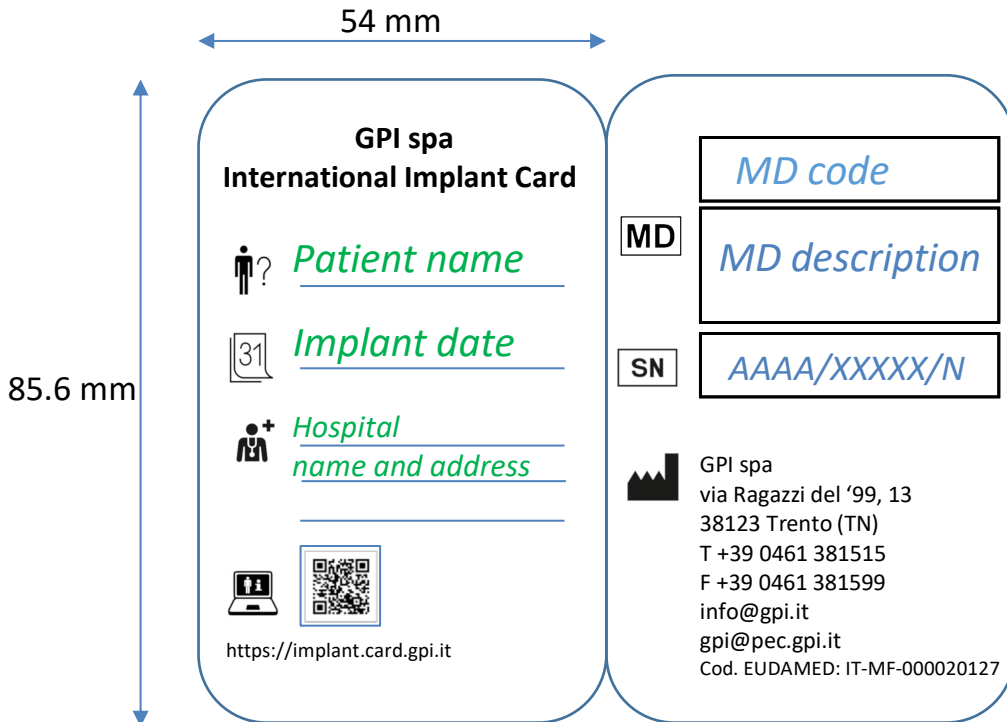 54 mm
85.6 mm
GPI spa
International Implant Card
? Patient name
31 Implant date
Hospital
name and address
https://implant.card.gpi.it
MD code
MD
MD description
SN AAAA/XXXXX/N
GPI spa
via Ragazzi del ‘99, 13
38123 Trento (TN)
T +39 0461 381515
F +39 0461 381599
info@gpi.it
gpi@pec.gpi.it
Cod. EUDAMED: IT-MF-000020127